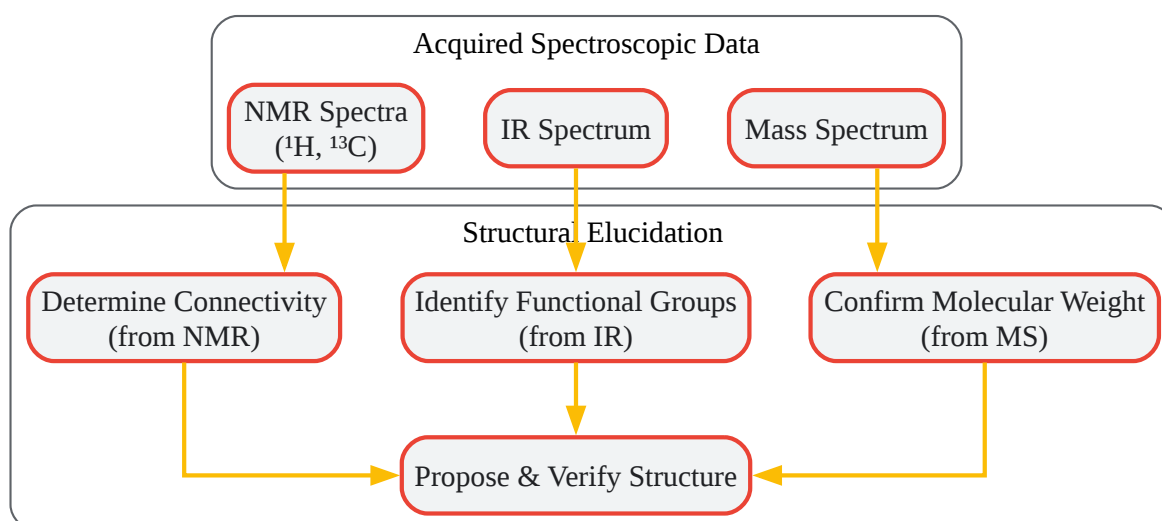 Acquired Spectroscopic Data
NMR Spectra
(¹H, ¹³C)
IR Spectrum
Mass Spectrum
Structural Elucidation
Determine Connectivity
(from NMR)
Identify Functional Groups
(from IR)
Confirm Molecular Weight
(from MS)
Propose & Verify Structure